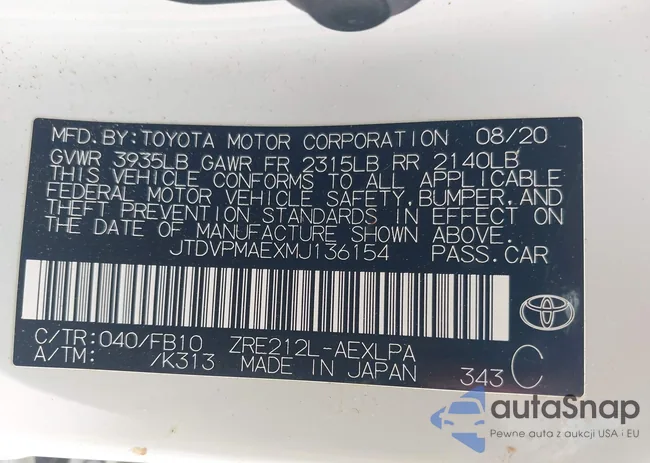 MFD.BY:TOYOTA MOTOR CORPORATION 08/20
GVWR 3935LB GAWR FR 2315LB RR 2140LB
THIS VEHICLE CONFORMS TO ALL APPLICABLE
FEDERAL MOTOR VEHICLE SAFETY,BUMPER,AND
THEFT PREVENTION STANDARDS IN EFFECT ON
THE DATE OF MANUFACTURE SHOWN ABOVE.
JTDVPMAEXMJ136154 PASS.CAR
C/TR:040/FB10 ZRE212L-AEXLPA
A/TM: /K313 MADE IN JAPAN 343 C
autaSnap
Pewne auta z aukcji USA i EU